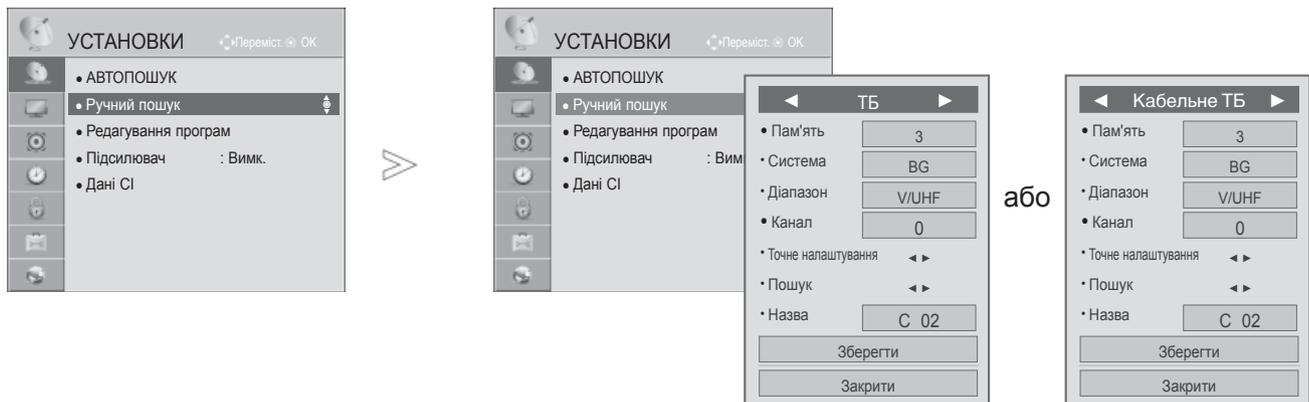 УСТАНОВКИ Переміст. OK
• АВТОПОШУК
• Ручний пошук
• Редагування програм
• Підсилювач : Вимк.
• Дані CI
УСТАНОВКИ Переміст. OK
• АВТОПОШУК
• Ручний пошук
• Редагування програм
• Підсилювач : Вим
• Дані CI
◄ ТБ ►
• Пам'ять 3
• Система BG
• Діапазон V/UHF
• Канал 0
• Точне налаштування ◄ ►
• Пошук ◄ ►
• Назва C 02
Зберегти
Закрити
або
◄ Кабельне ТБ ►
• Пам'ять 3
• Система BG
• Діапазон V/UHF
• Канал 0
• Точне налаштування ◄ ►
• Пошук ◄ ►
• Назва C 02
Зберегти
Закрити